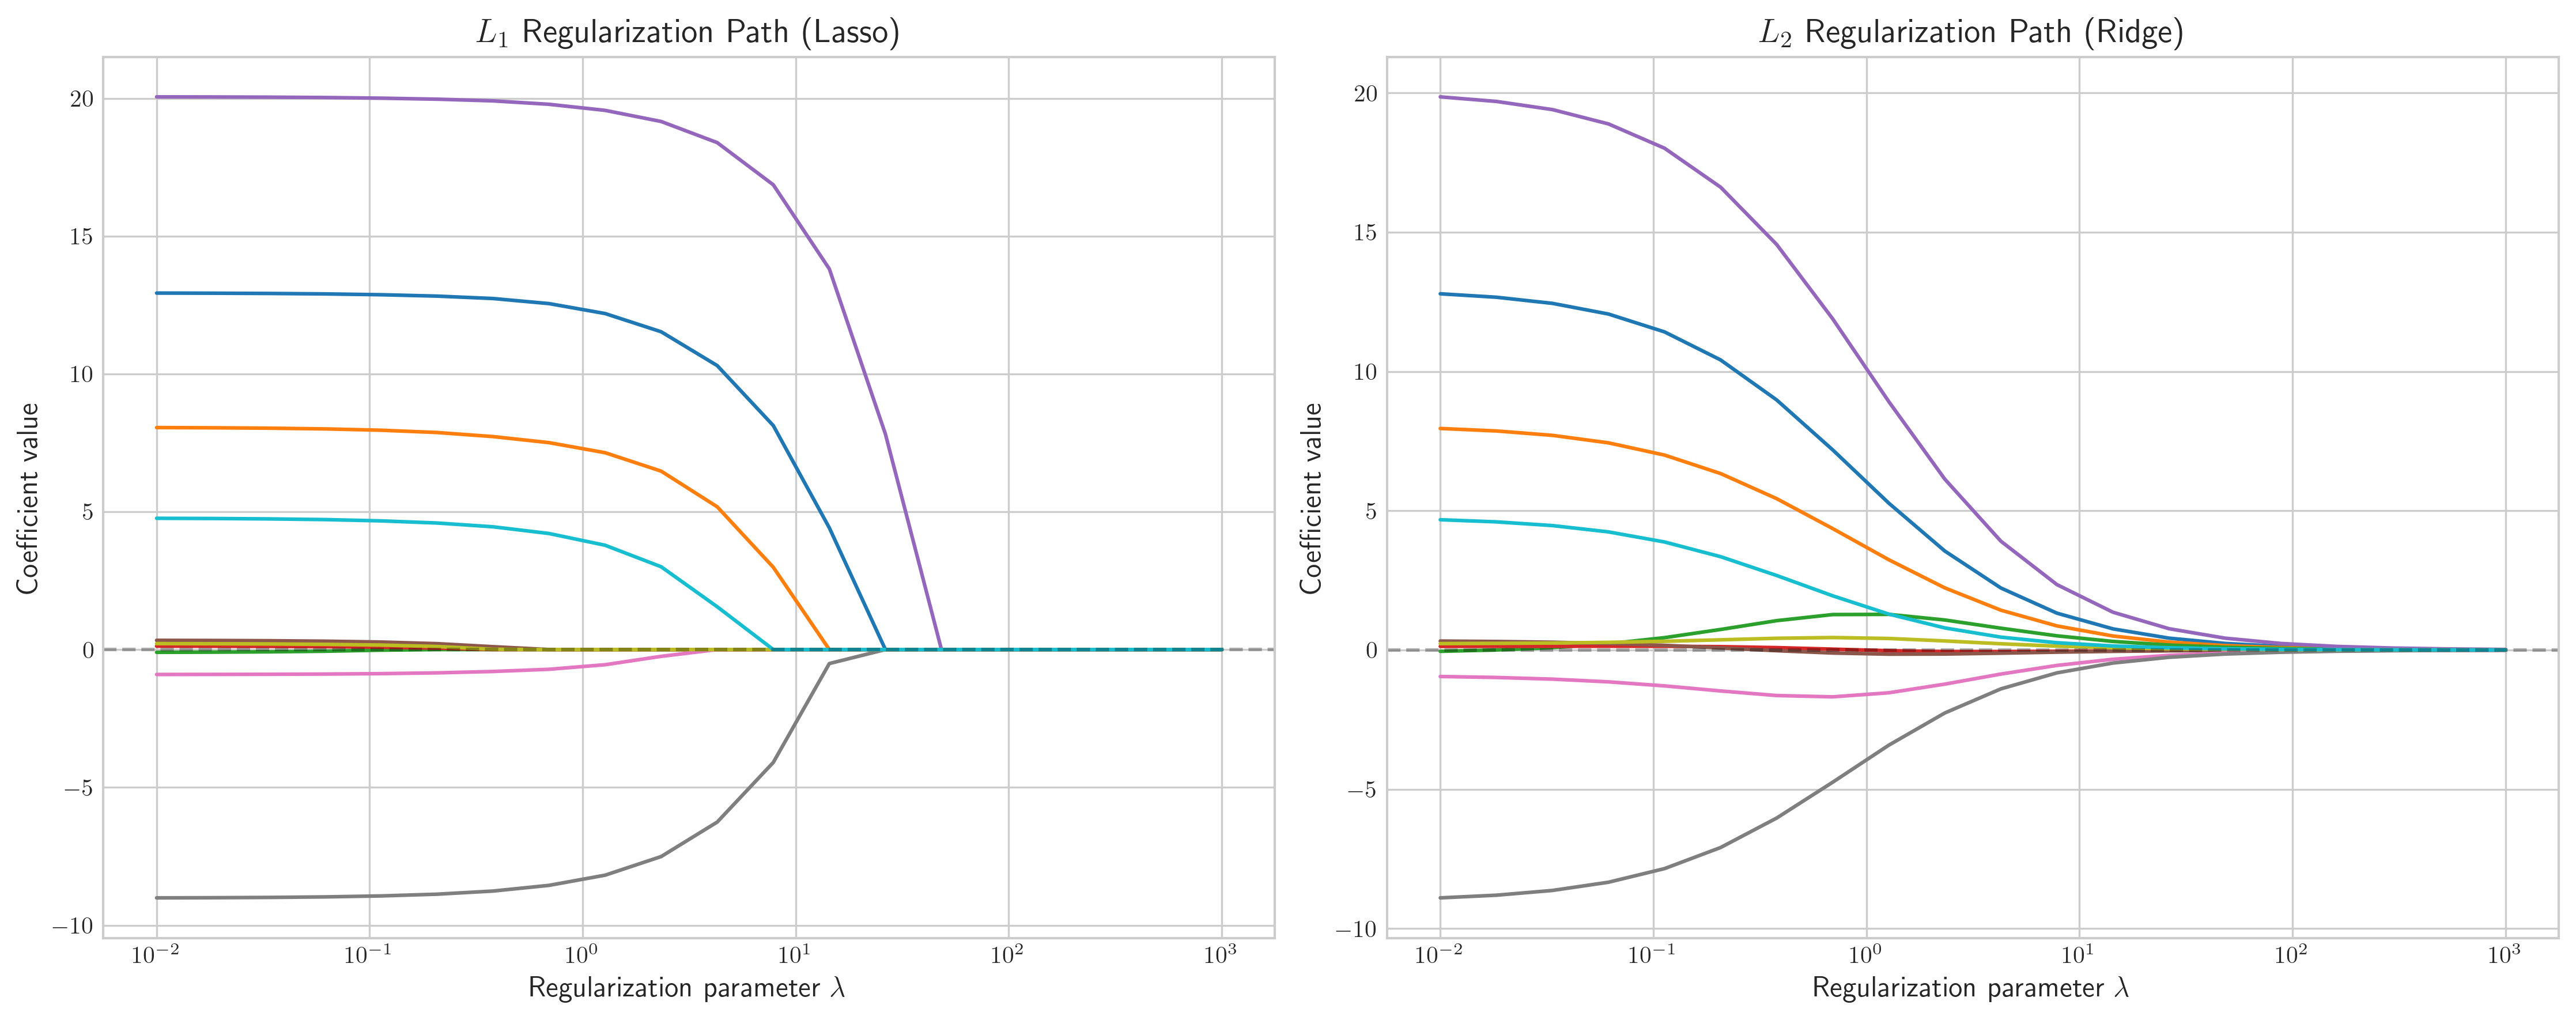 L₁ Regularization Path (Lasso)
Coefficient value
20
15
10
5
0
−5
−10
10⁻² 10⁻¹ 10⁰ 10¹ 10² 10³
Regularization parameter λ
L₂ Regularization Path (Ridge)
Coefficient value
20
15
10
5
0
−5
−10
10⁻² 10⁻¹ 10⁰ 10¹ 10² 10³
Regularization parameter λ